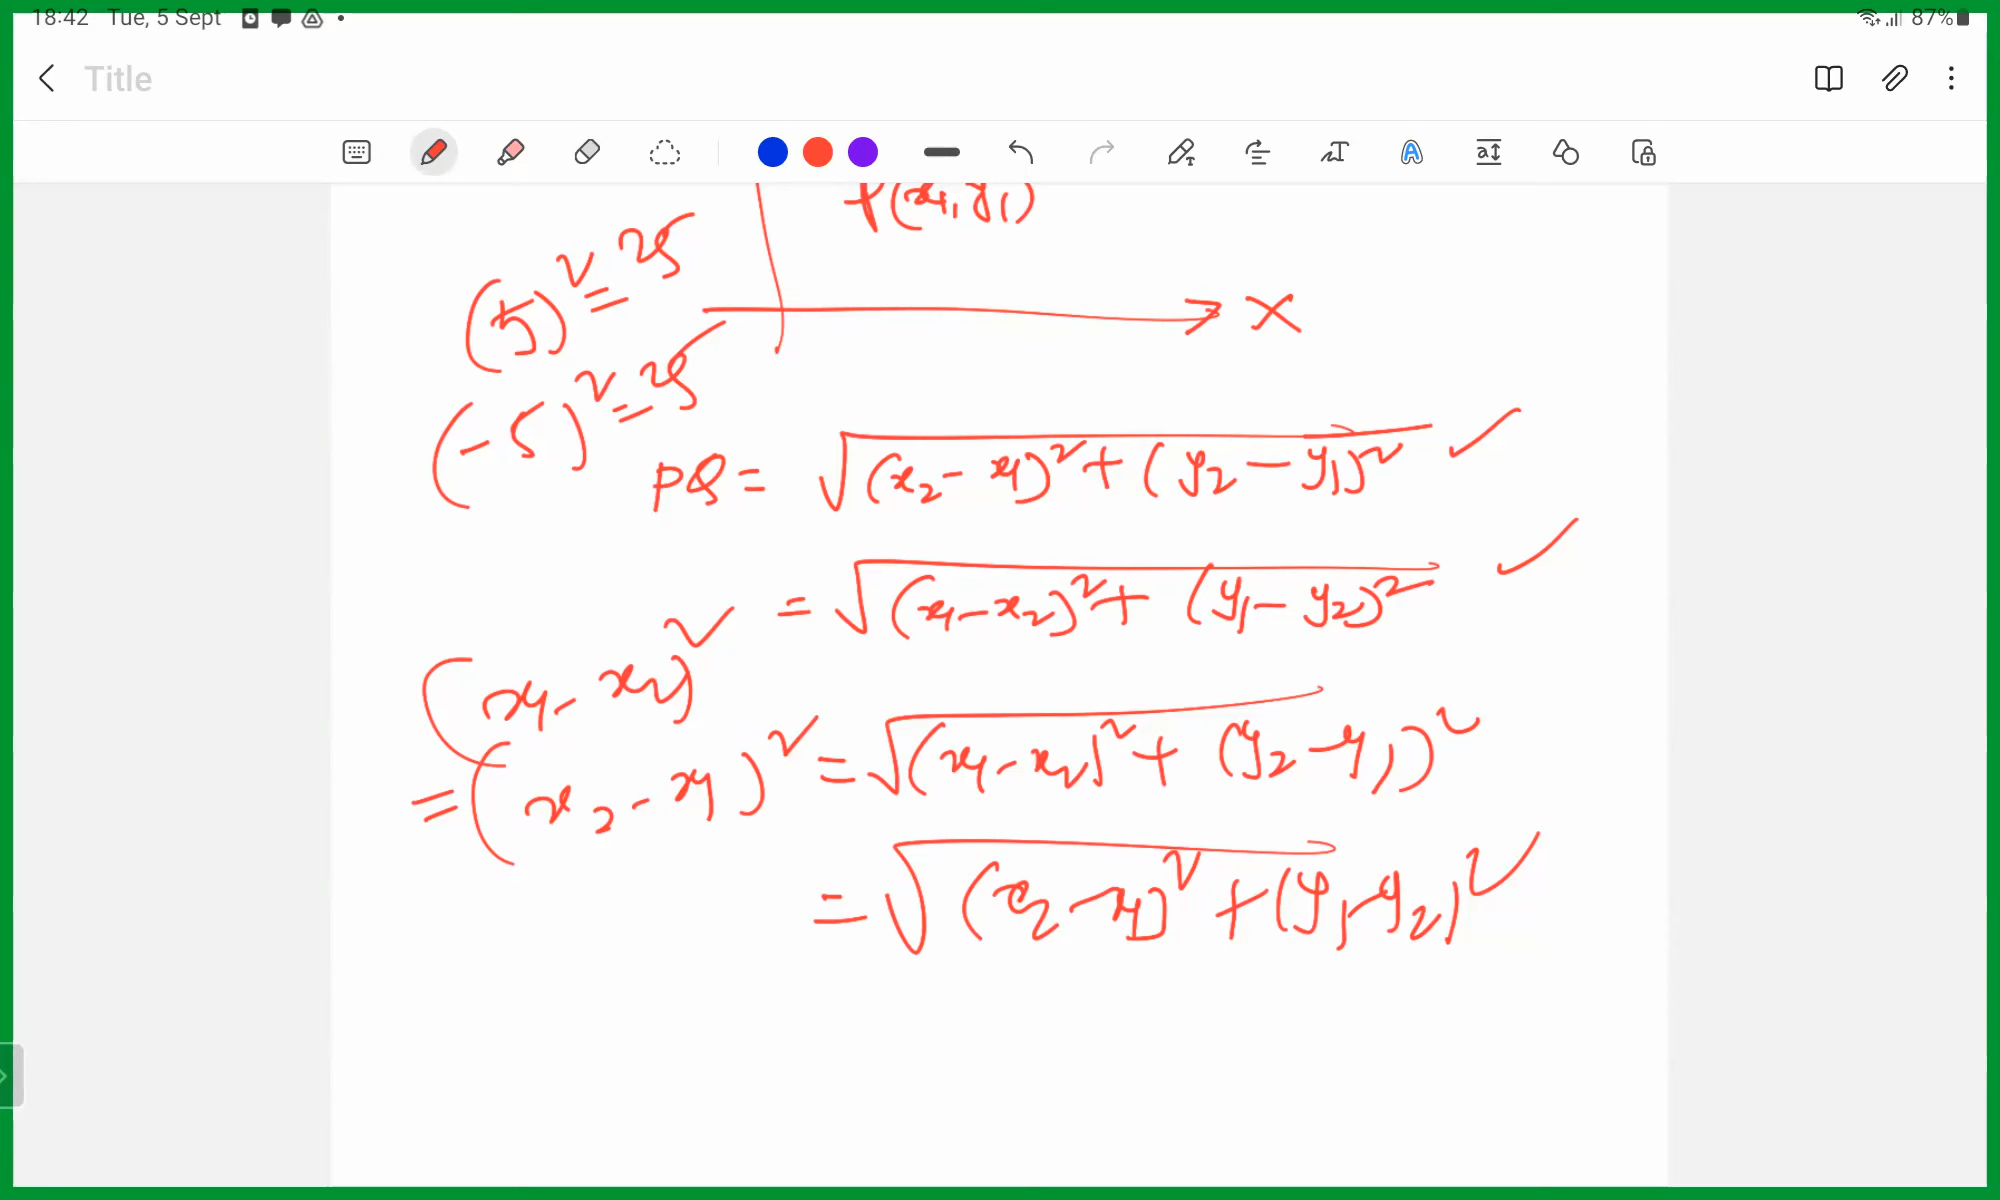 18:42 Tue, 5 Sept 87%
Title
P(x₁, y₁)
(5)² = 25
X
(-5)² = 25
PQ = √(x₂ - x₁)² + (y₂ - y₁)²
= √(x₁ - x₂)² + (y₁ - y₂)²
(x₁ - x₂)²
= (x₂ - x₁)² = √(x₁ - x₂)² + (y₂ - y₁)²
= √(x₂ - x₁)² + (y₁ - y₂)²